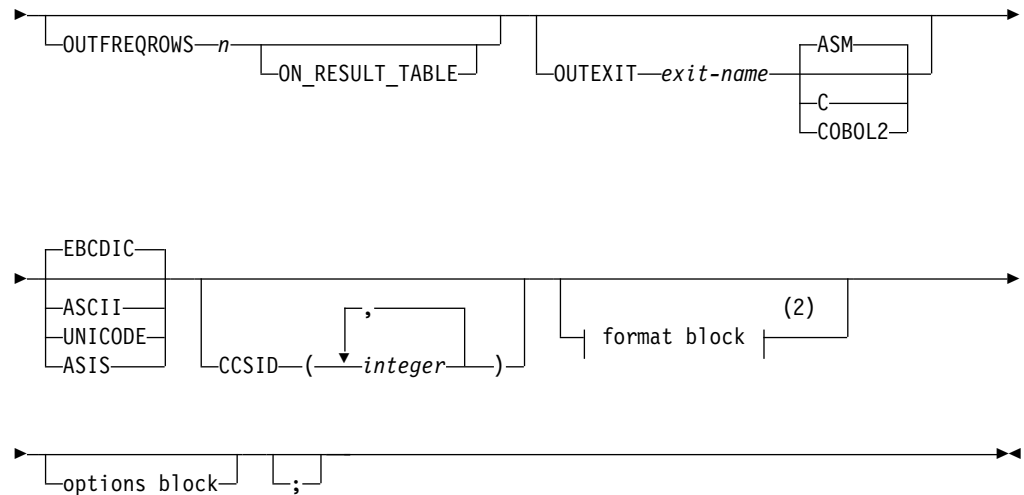 OUTFREQROWS n
ON_RESULT_TABLE
OUTEXIT exit-name
ASM
C
COBOL2
EBCDIC
ASCII
UNICODE
ASIS
CCSID ( integer )
,
format block
(2)
options block
;